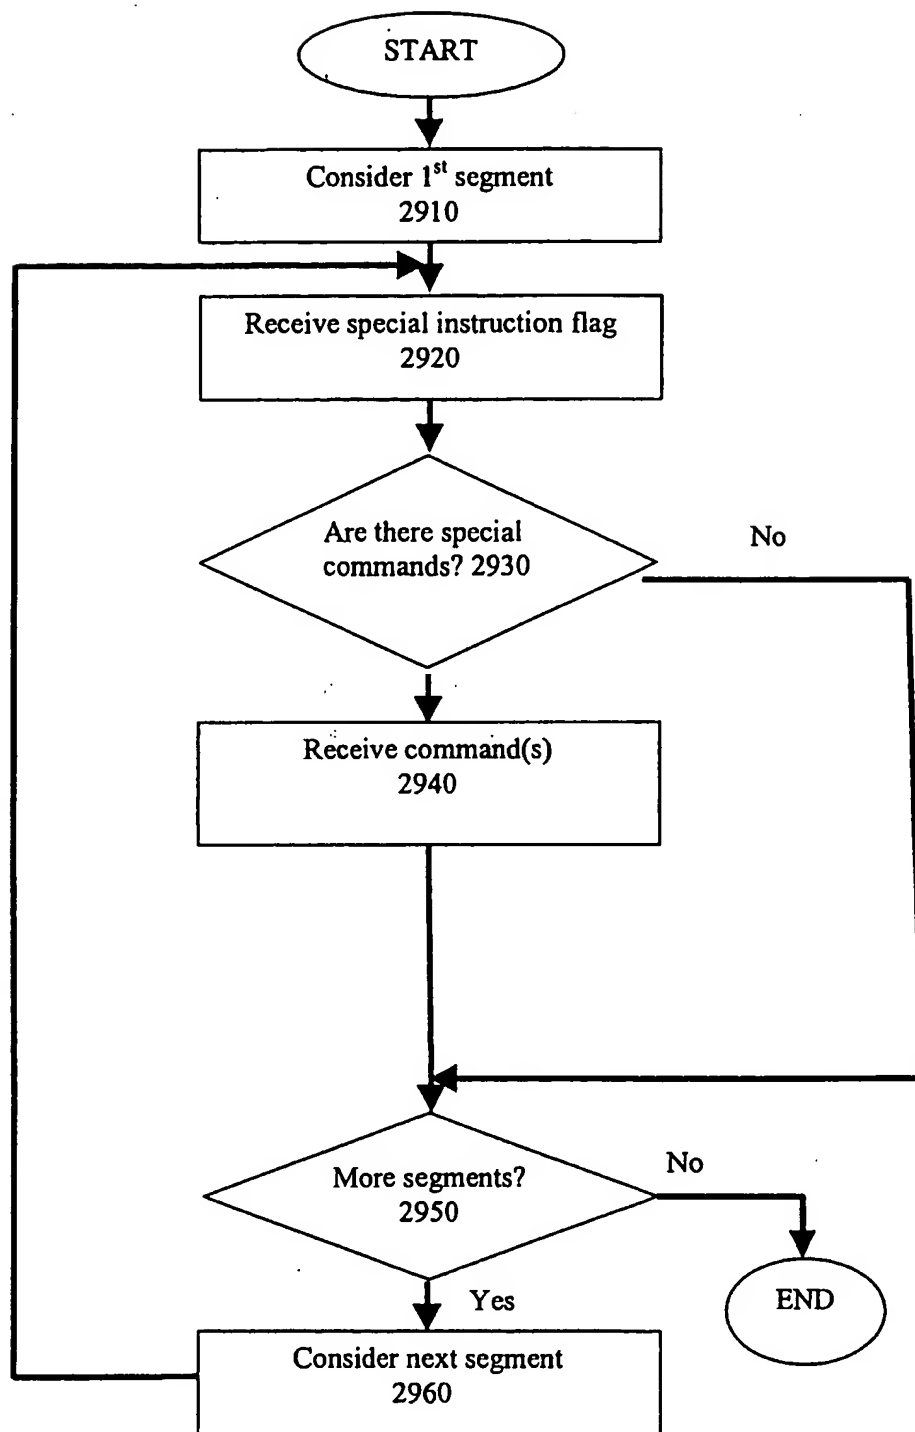 START
Consider 1st segment
2910
Receive special instruction flag
2920
Are there special
commands? 2930
No
Receive command(s)
2940
More segments?
2950
No
Yes
END
Consider next segment
2960